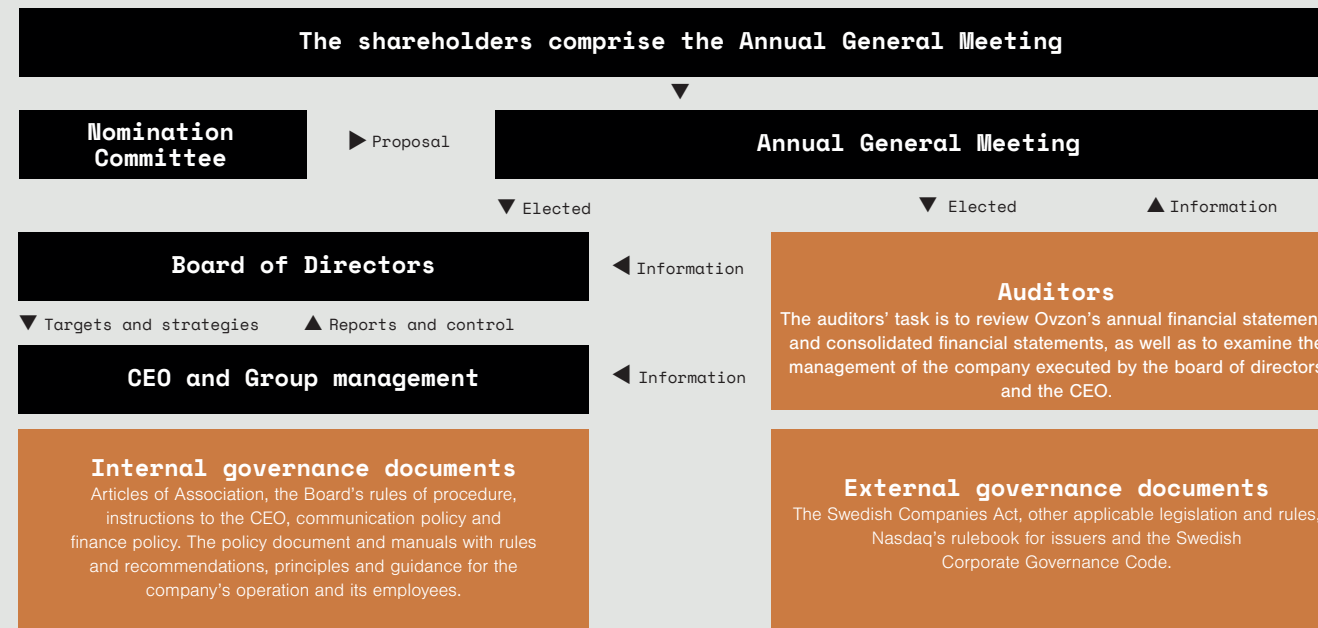 The shareholders comprise the Annual General Meeting
Nomination
Committee
Proposal
Annual General Meeting
Elected
Elected
Information
Board of Directors
Information
Targets and strategies
Reports and control
CEO and Group management
Information
Auditors
The auditors' task is to review Ovzon's annual financial statemen
and consolidated financial statements, as well as to examine the
management of the company executed by the board of directors
and the CEO.
Internal governance documents
Articles of Association, the Board's rules of procedure,
instructions to the CEO, communication policy and
finance policy. The policy document and manuals with rules
and recommendations, principles and guidance for the
company's operation and its employees.
External governance documents
The Swedish Companies Act, other applicable legislation and rules,
Nasdaq's rulebook for issuers and the Swedish
Corporate Governance Code.